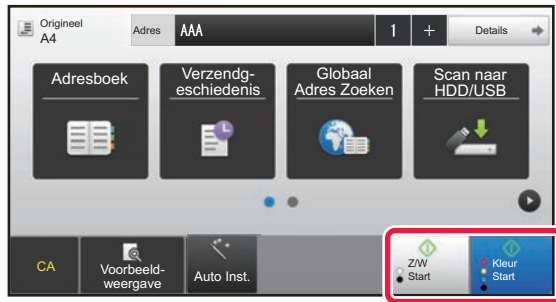 Origineel
A4
Adres
AAA
1
+
Details
Adresboek
Verzendg-
eschiedenis
Globaal
Adres Zoeken
Scan naar
HDD/USB
CA
Voorbeeld-
weergave
Auto Inst.
Z/W
Start
Kleur
Start